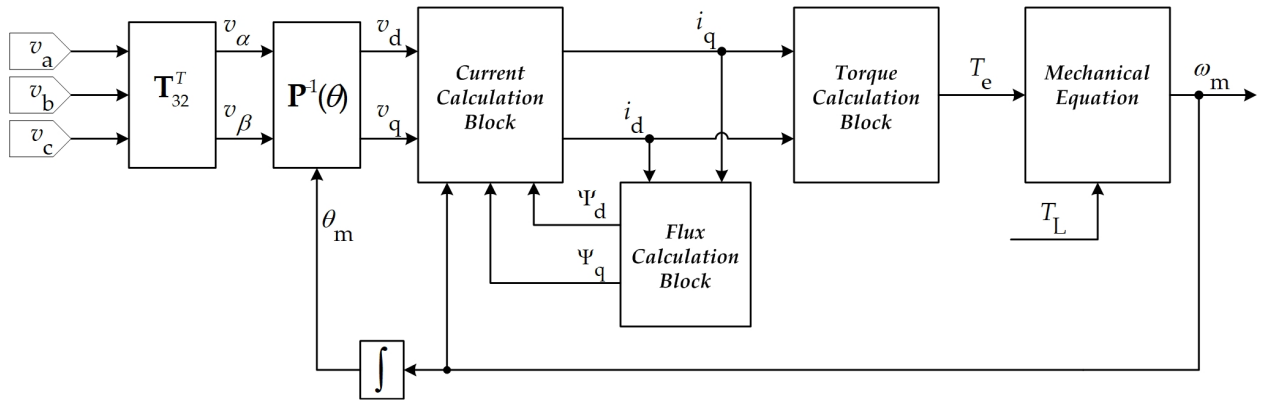 v_a
v_b
v_c
T_32^T
v_α
v_β
P^-1(θ)
v_d
v_q
Current
Calculation
Block
i_q
i_d
Torque
Calculation
Block
T_e
Mechanical
Equation
ω_m
θ_m
Ψ_d
Ψ_q
Flux
Calculation
Block
T_L
∫